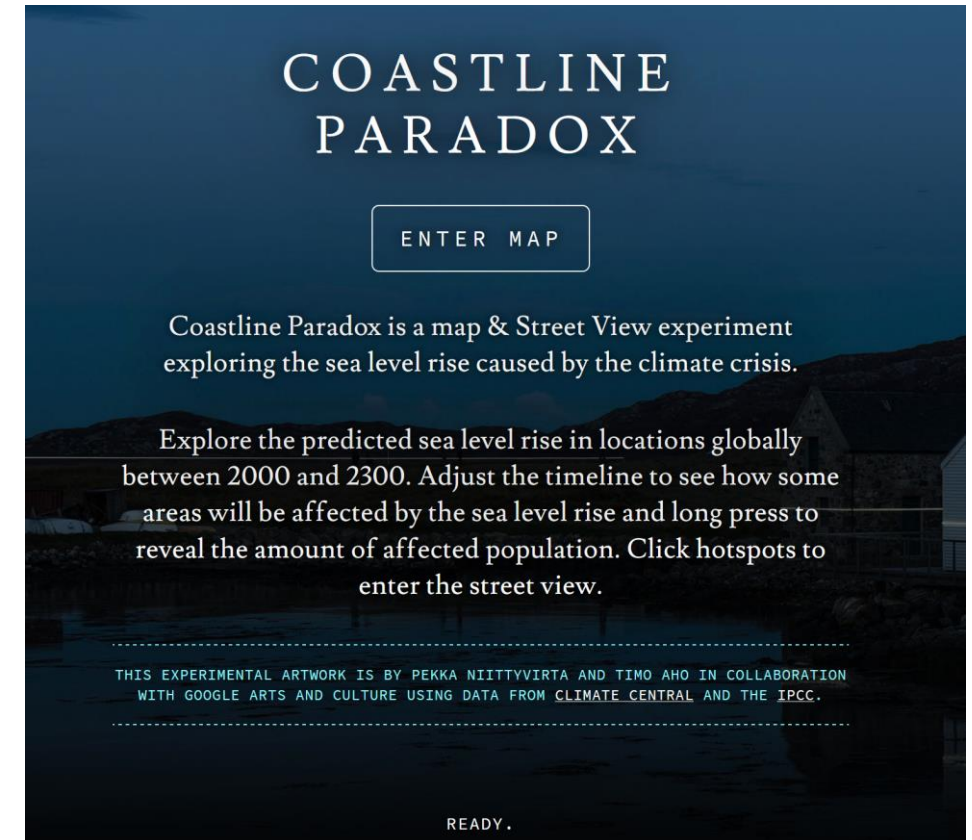 COASTLINE
PARADOX
ENTER MAP
Coastline Paradox is a map & Street View experiment
exploring the sea level rise caused by the climate crisis.
Explore the predicted sea level rise in locations globally
between 2000 and 2300. Adjust the timeline to see how some
areas will be affected by the sea level rise and long press to
reveal the amount of affected population. Click hotspots to
enter the street view.
THIS EXPERIMENTAL ARTWORK IS BY PEKKA NIITTYVIRTA AND TIMO AHO IN COLLABORATION
WITH GOOGLE ARTS AND CULTURE USING DATA FROM CLIMATE CENTRAL AND THE IPCC.
READY.